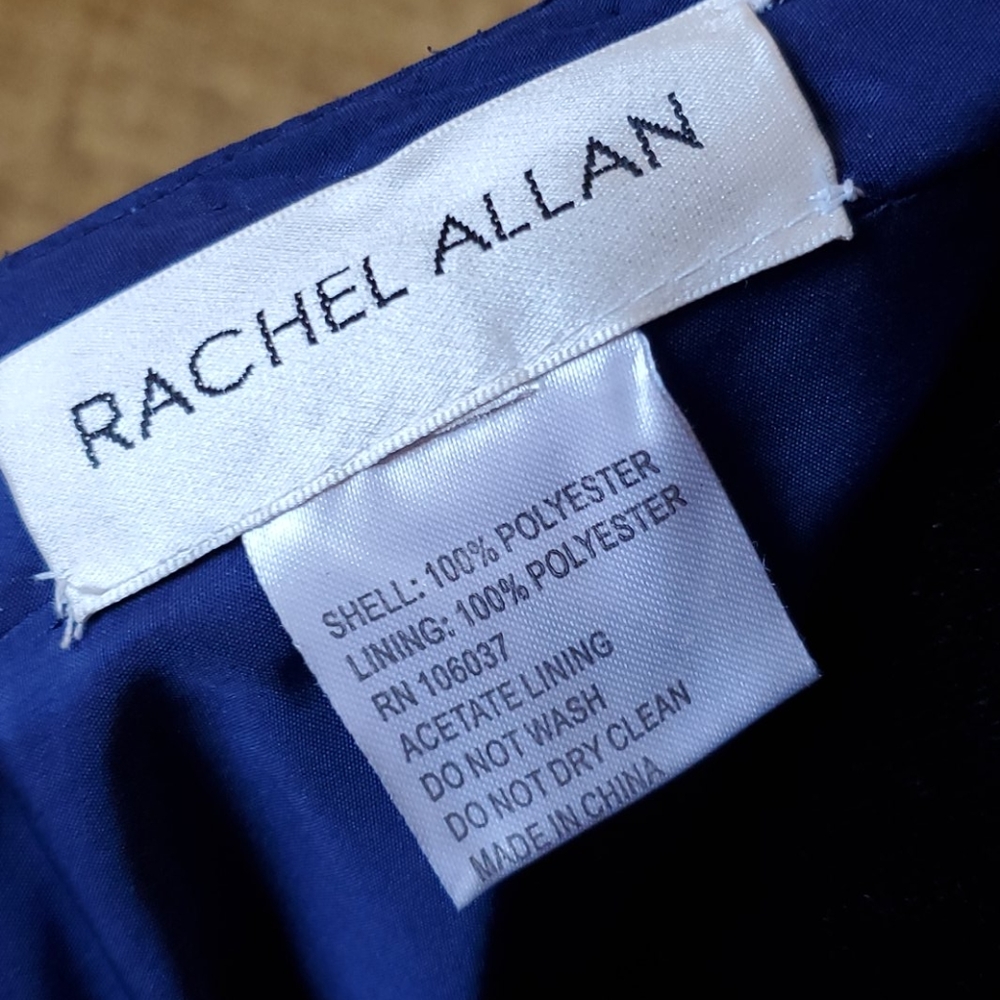 RACHEL ALLAN
SHELL: 100% POLYESTER
LINING: 100% POLYESTER
RN 106037
ACETATE LINING
DO NOT WASH
DO NOT DRY CLEAN
MADE IN CHINA